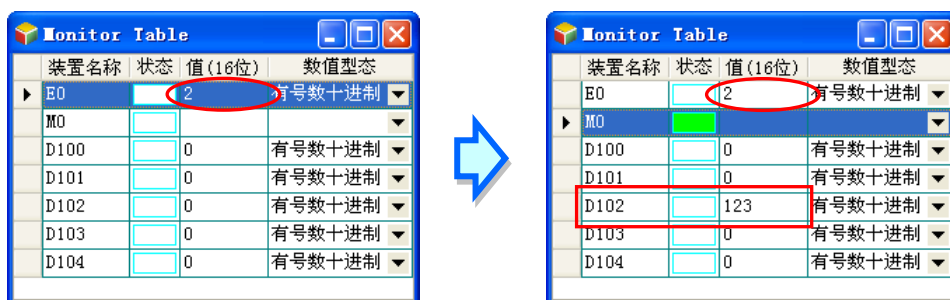 Monitor Table
装置名称 状态 值(16位) 数值型态
E0 2 有号数十进制
M0
D100 0 有号数十进制
D101 0 有号数十进制
D102 0 有号数十进制
D103 0 有号数十进制
D104 0 有号数十进制
Monitor Table
装置名称 状态 值(16位) 数值型态
E0 2 有号数十进制
M0
D100 0 有号数十进制
D101 0 有号数十进制
D102 123 有号数十进制
D103 0 有号数十进制
D104 0 有号数十进制